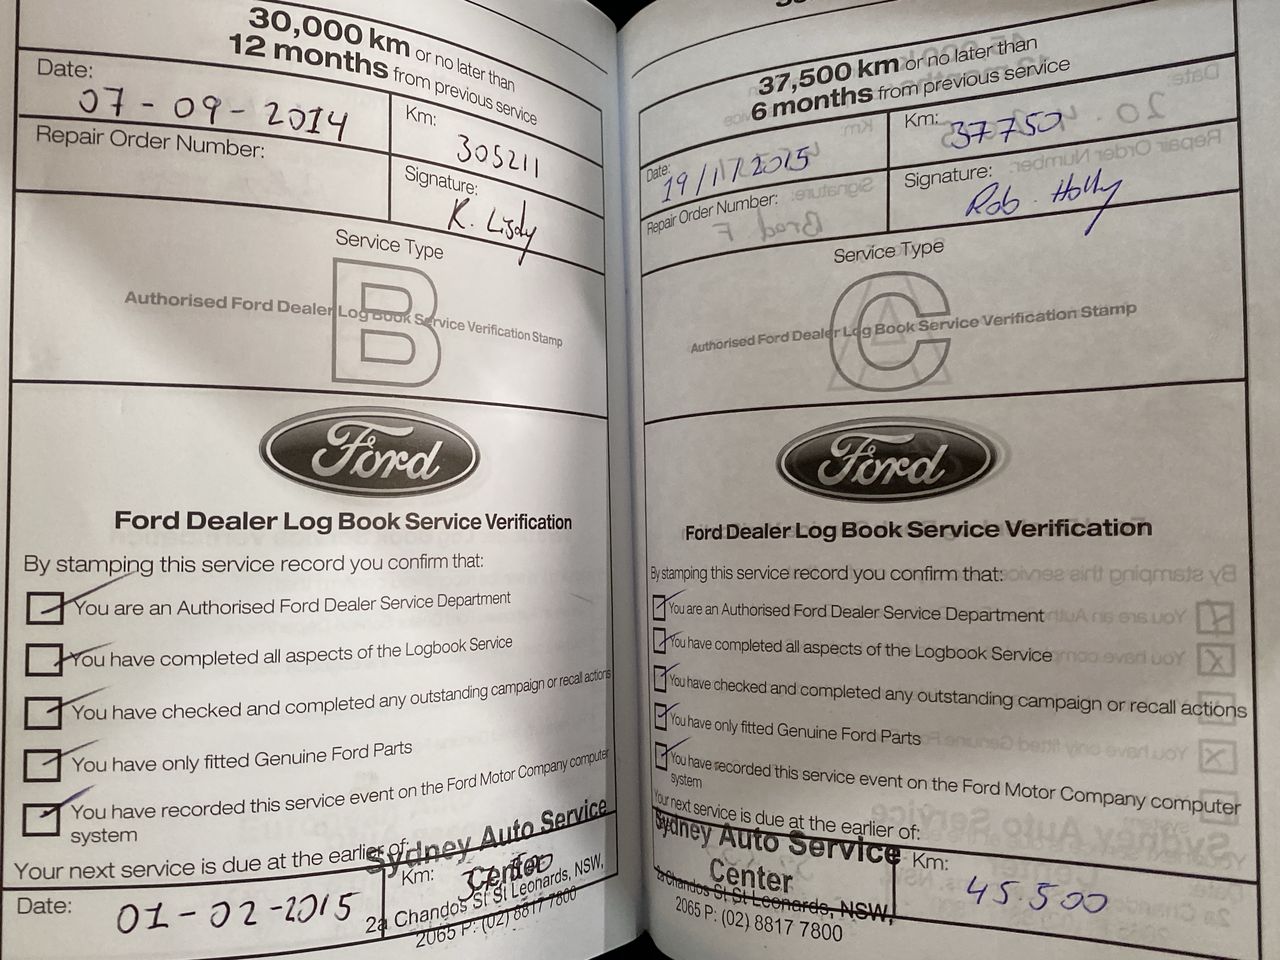 30,000 km or no later than
12 months from previous service
Date:
07 - 09 - 2014
Km:
305211
Repair Order Number:
Signature:
Service Type
B
Authorised Ford Dealer Log Book Service Verification Stamp
Ford
Ford Dealer Log Book Service Verification
By stamping this service record you confirm that:
You are an Authorised Ford Dealer Service Department
You have completed all aspects of the Logbook Service
You have checked and completed any outstanding campaign or recall actions
You have only fitted Genuine Ford Parts
You have recorded this service event on the Ford Motor Company computer
system
Your next service is due at the earlier of:
Date:
01 - 02 - 2015
Km:
Sydney Auto Service
Center
2a Chandos St St Leonards, NSW,
2065 P: (02) 8817 7800
37,500 km or no later than
6 months from previous service
Date:
Km:
37750
19/1/2015
Repair Order Number:
Signature:
Rob. Holly
Service Type
C
Authorised Ford Dealer Log Book Service Verification Stamp
Ford
Ford Dealer Log Book Service Verification
By stamping this service record you confirm that:
You are an Authorised Ford Dealer Service Department
You have completed all aspects of the Logbook Service
You have checked and completed any outstanding campaign or recall actions
You have only fitted Genuine Ford Parts
You have recorded this service event on the Ford Motor Company computer
system
Your next service is due at the earlier of:
Sydney Auto Service
Center
2a Chandos St St Leonards, NSW,
2065 P: (02) 8817 7800
Km:
45.500